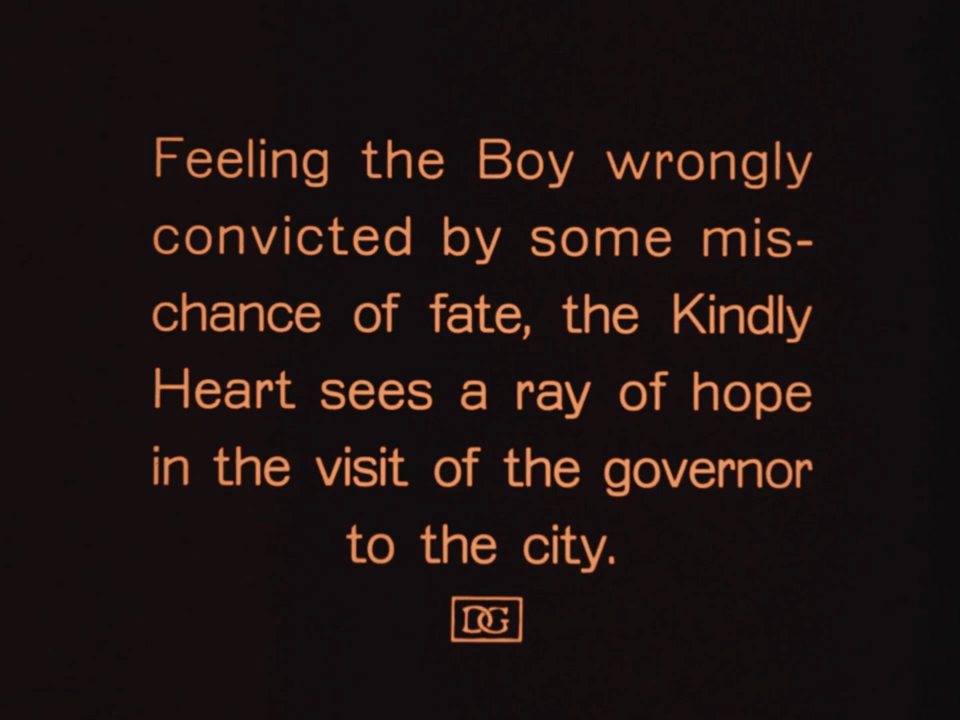 Feeling the Boy wrongly
convicted by some mis-
chance of fate, the Kindly
Heart sees a ray of hope
in the visit of the governor
to the city.
DG